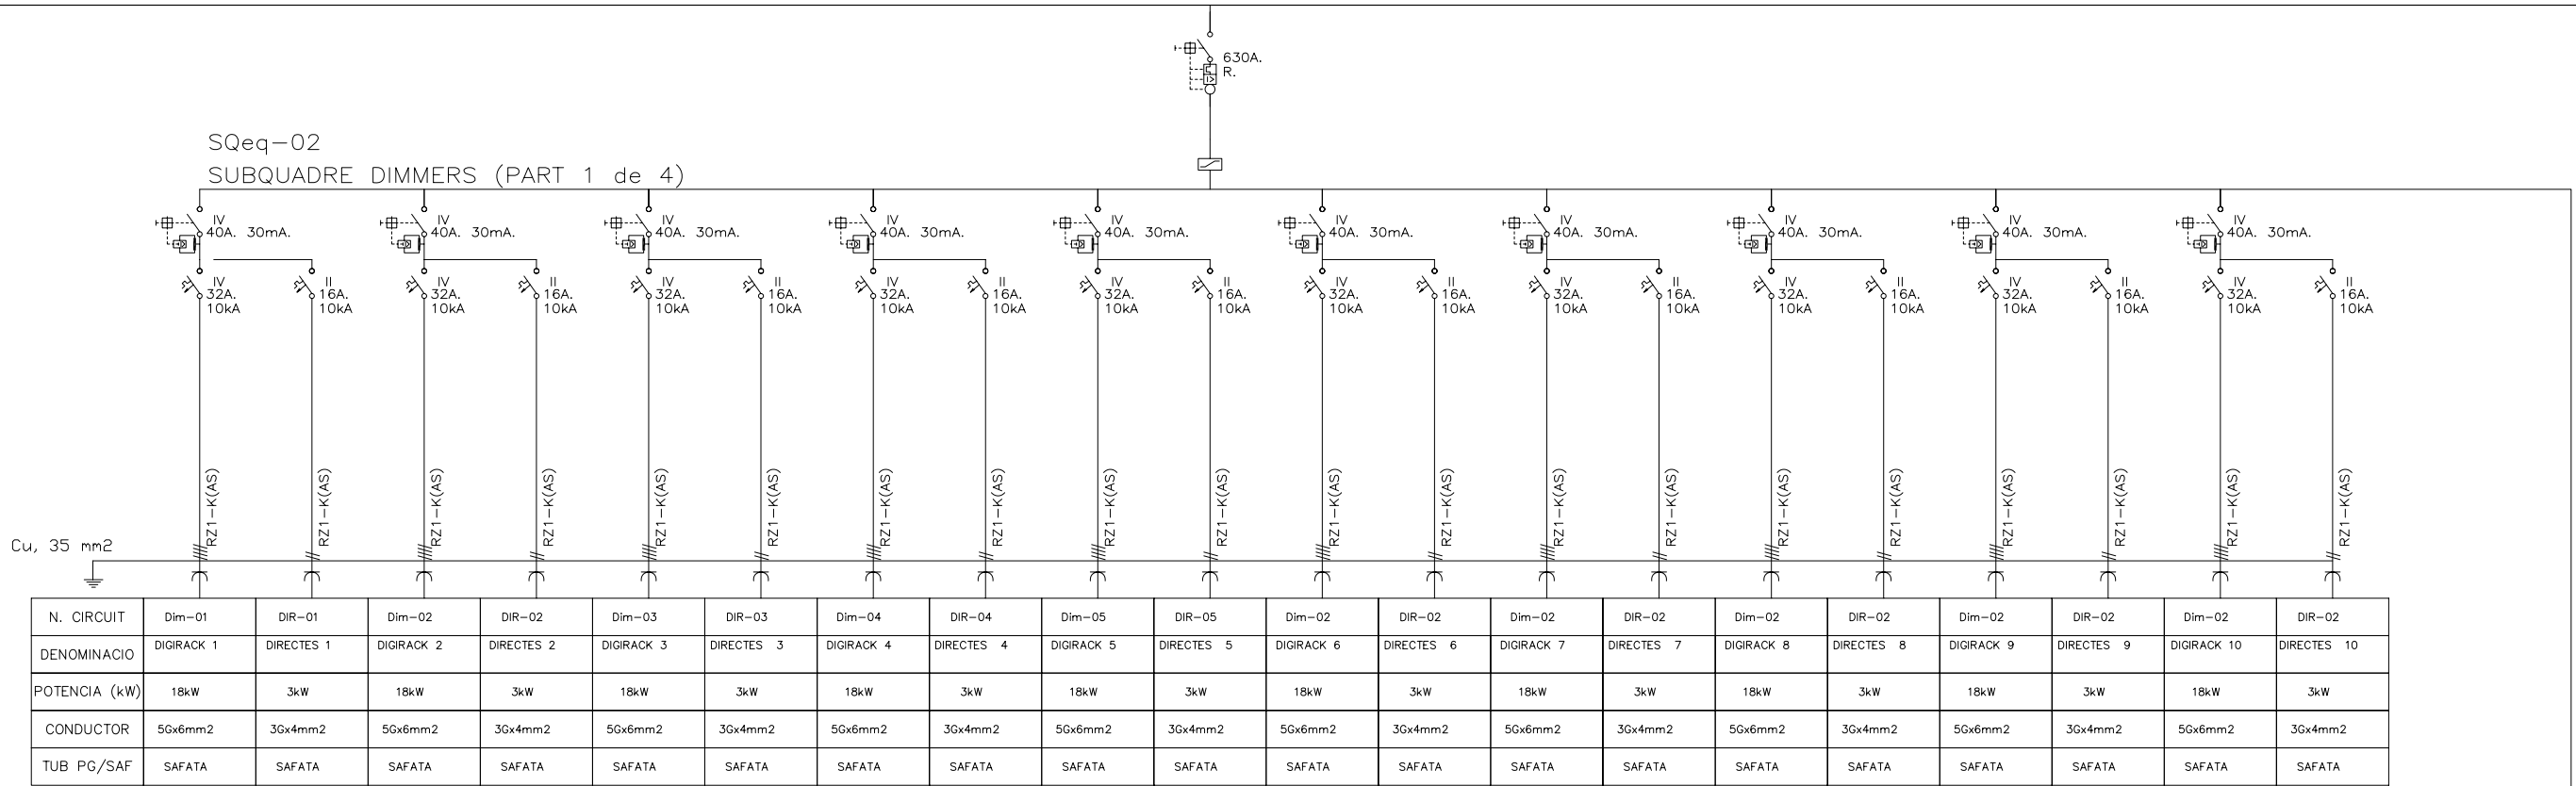 630A.
R.
SQeq-02
SUBQUADRE DIMMERS (PART 1 de 4)
IV IV IV IV IV IV IV IV IV IV
40A. 30mA. 40A. 30mA. 40A. 30mA. 40A. 30mA. 40A. 30mA. 40A. 30mA. 40A. 30mA. 40A. 30mA. 40A. 30mA. 40A. 30mA.
IV II IV II IV II IV II IV II IV II IV II IV II IV II IV II
32A. 16A. 32A. 16A. 32A. 16A. 32A. 16A. 32A. 16A. 32A. 16A. 32A. 16A. 32A. 16A. 32A. 16A. 32A. 16A.
10kA 10kA 10kA 10kA 10kA 10kA 10kA 10kA 10kA 10kA 10kA 10kA 10kA 10kA 10kA 10kA 10kA 10kA 10kA 10kA
RZ1-K(AS) RZ1-K(AS) RZ1-K(AS) RZ1-K(AS) RZ1-K(AS) RZ1-K(AS) RZ1-K(AS) RZ1-K(AS) RZ1-K(AS) RZ1-K(AS) RZ1-K(AS) RZ1-K(AS) RZ1-K(AS) RZ1-K(AS) RZ1-K(AS) RZ1-K(AS) RZ1-K(AS) RZ1-K(AS) RZ1-K(AS) RZ1-K(AS)
Cu, 35 mm2
N. CIRCUIT Dim-01 DIR-01 Dim-02 DIR-02 Dim-03 DIR-03 Dim-04 DIR-04 Dim-05 DIR-05 Dim-02 DIR-02 Dim-02 DIR-02 Dim-02 DIR-02 Dim-02 DIR-02 Dim-02 DIR-02
DENOMINACIO DIGIRACK 1 DIRECTES 1 DIGIRACK 2 DIRECTES 2 DIGIRACK 3 DIRECTES 3 DIGIRACK 4 DIRECTES 4 DIGIRACK 5 DIRECTES 5 DIGIRACK 6 DIRECTES 6 DIGIRACK 7 DIRECTES 7 DIGIRACK 8 DIRECTES 8 DIGIRACK 9 DIRECTES 9 DIGIRACK 10 DIRECTES 10
POTENCIA (kW) 18kW 3kW 18kW 3kW 18kW 3kW 18kW 3kW 18kW 3kW 18kW 3kW 18kW 3kW 18kW 3kW 18kW 3kW 18kW 3kW
CONDUCTOR 5Gx6mm2 3Gx4mm2 5Gx6mm2 3Gx4mm2 5Gx6mm2 3Gx4mm2 5Gx6mm2 3Gx4mm2 5Gx6mm2 3Gx4mm2 5Gx6mm2 3Gx4mm2 5Gx6mm2 3Gx4mm2 5Gx6mm2 3Gx4mm2 5Gx6mm2 3Gx4mm2 5Gx6mm2 3Gx4mm2
TUB PG/SAF SAFATA SAFATA SAFATA SAFATA SAFATA SAFATA SAFATA SAFATA SAFATA SAFATA SAFATA SAFATA SAFATA SAFATA SAFATA SAFATA SAFATA SAFATA SAFATA SAFATA